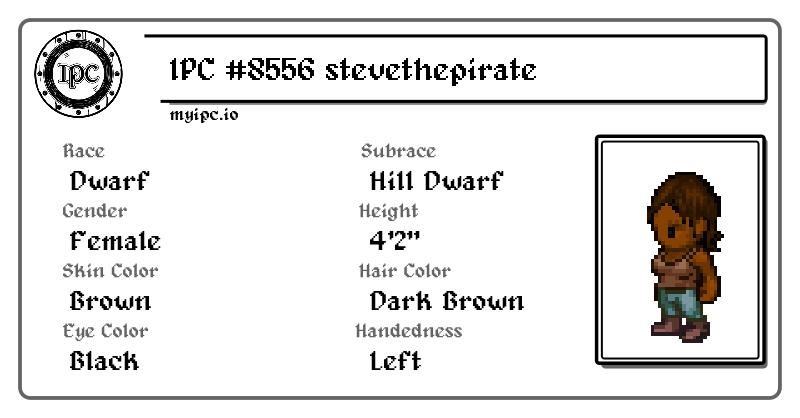 IPC
IPC #8556 stevethepirate
myipc.io
Race
Dwarf
Subrace
Hill Dwarf
Gender
Female
Height
4'2"
Skin Color
Brown
Hair Color
Dark Brown
Eye Color
Black
Handedness
Left